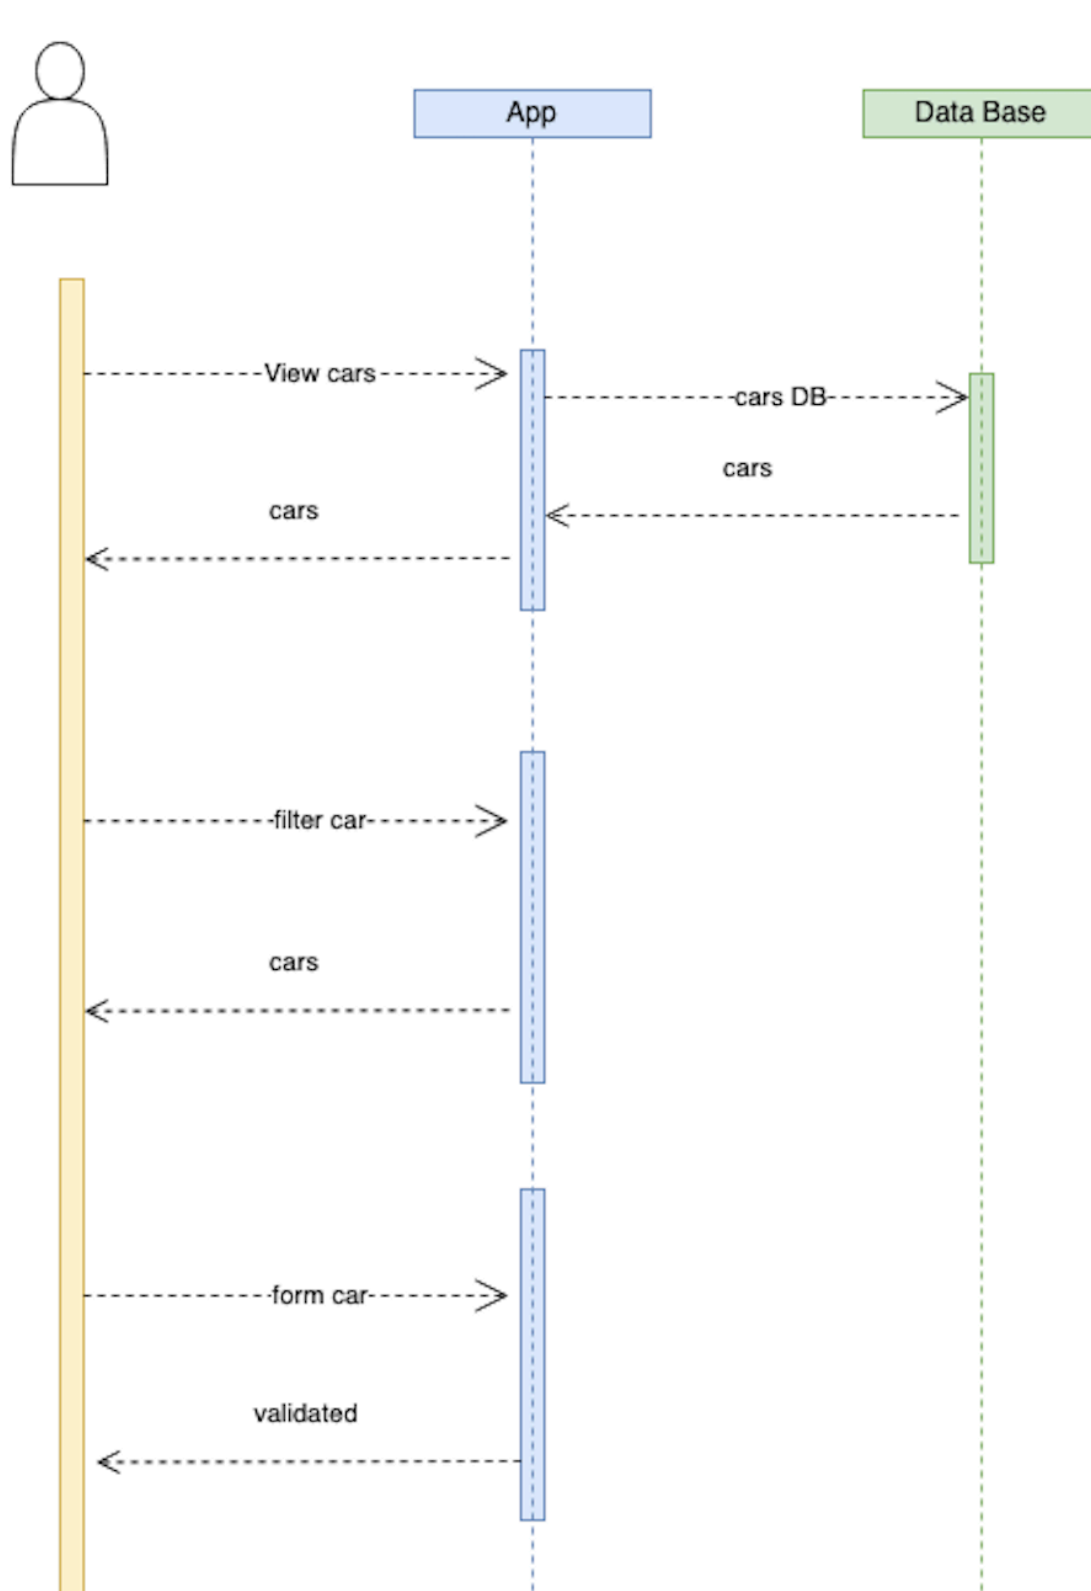 App
Data Base
View cars
cars DB
cars
cars
filter car
cars
form car
validated